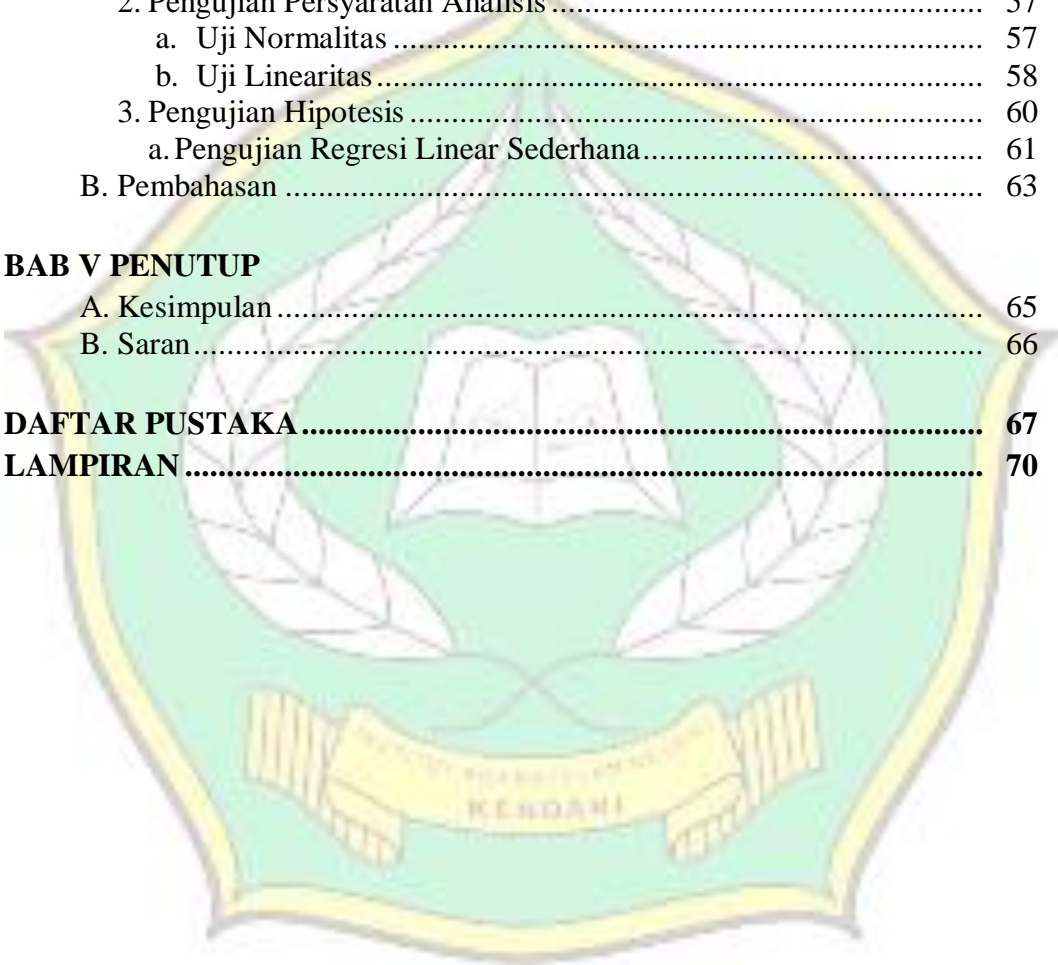 2. Pengujian Persyaratan Analisis ........ 57
a. Uji Normalitas ........ 57
b. Uji Linearitas ........ 58
3. Pengujian Hipotesis ........ 60
a. Pengujian Regresi Linear Sederhana ........ 61
B. Pembahasan ........ 63
BAB V PENUTUP
A. Kesimpulan ........ 65
B. Saran ........ 66
DAFTAR PUSTAKA ........ 67
LAMPIRAN ........ 70
KENDARI